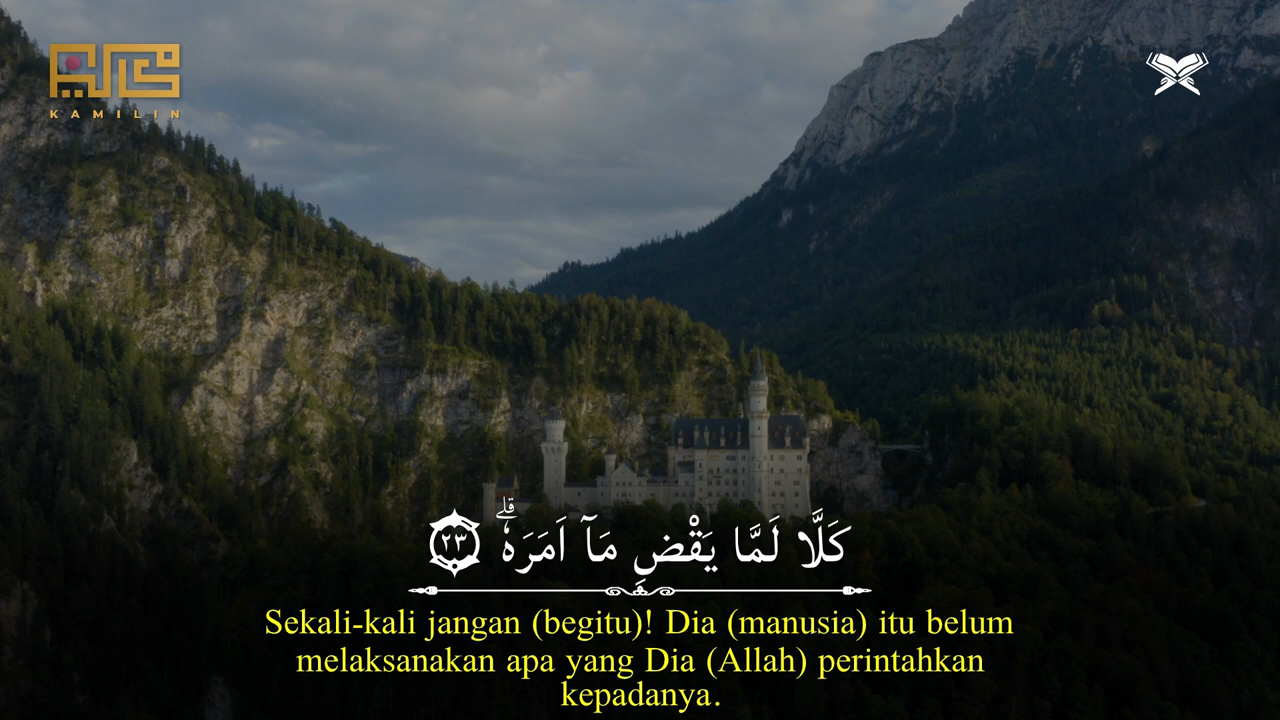 KAMILIN
كَلَّا لَمَّا يَقْضِ مَآ اَمَرَهٗۗ ٢٣
Sekali-kali jangan (begitu)! Dia (manusia) itu belum
melaksanakan apa yang Dia (Allah) perintahkan
kepadanya.